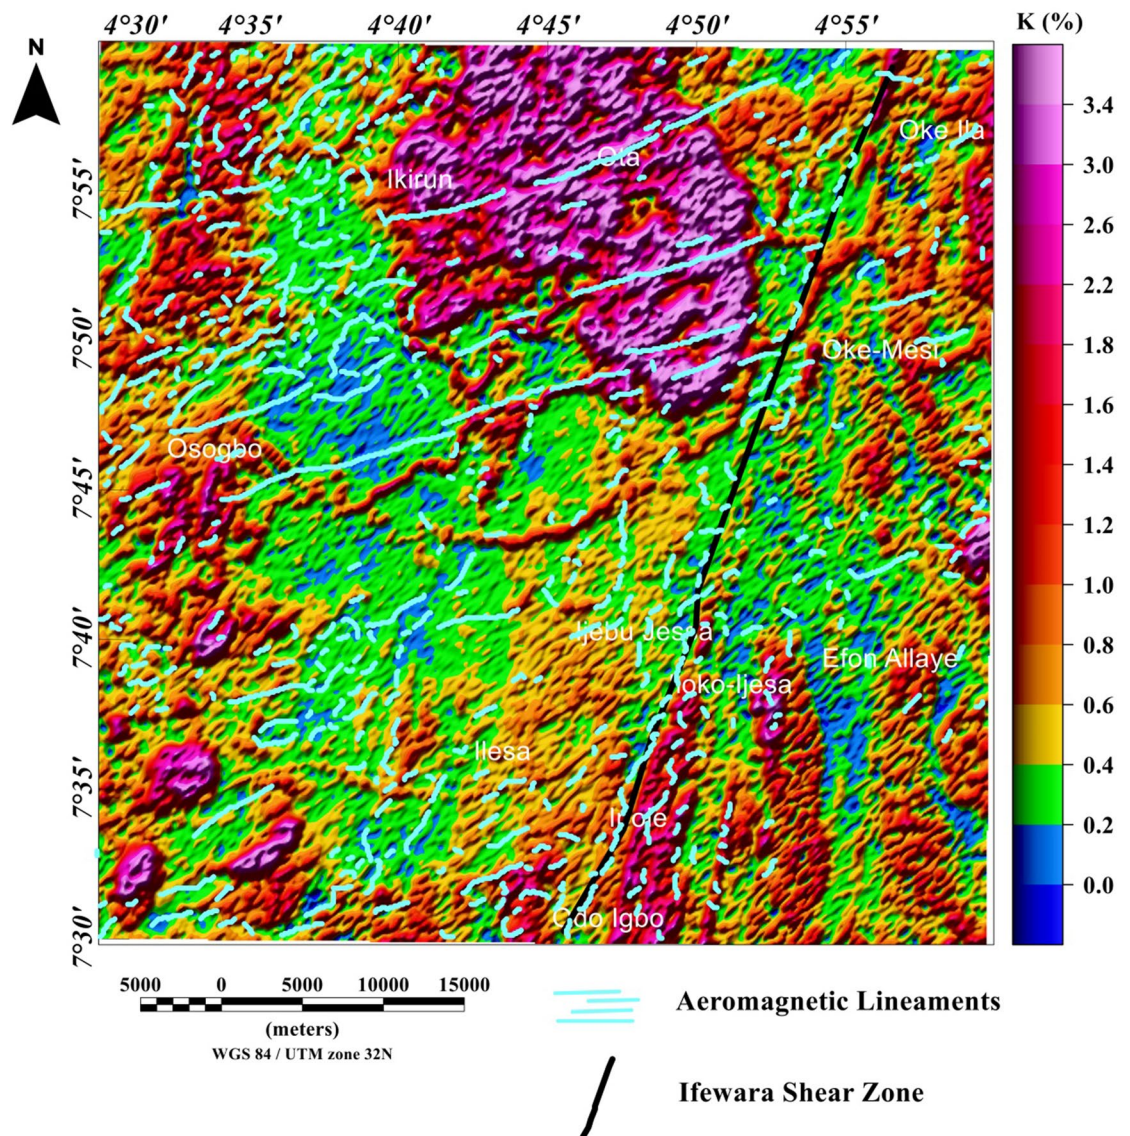 4°30' 4°35' 4°40' 4°45' 4°50' 4°55'
K (%)
N
Oke Ila
Ota
Ikirun
7°55'
7°50'
Oke-Mesi
Osogbo
7°45'
7°40'
Ijebu Jesa
Efon Allaye
Iloko-Ijesa
Ilesa
7°35'
Odo Igbo
7°30'
3.4
3.0
2.6
2.2
1.8
1.6
1.4
1.2
1.0
0.8
0.6
0.4
0.2
0.0
5000 0 5000 10000 15000
(meters)
WGS 84 / UTM zone 32N
Aeromagnetic Lineaments
Ifewara Shear Zone